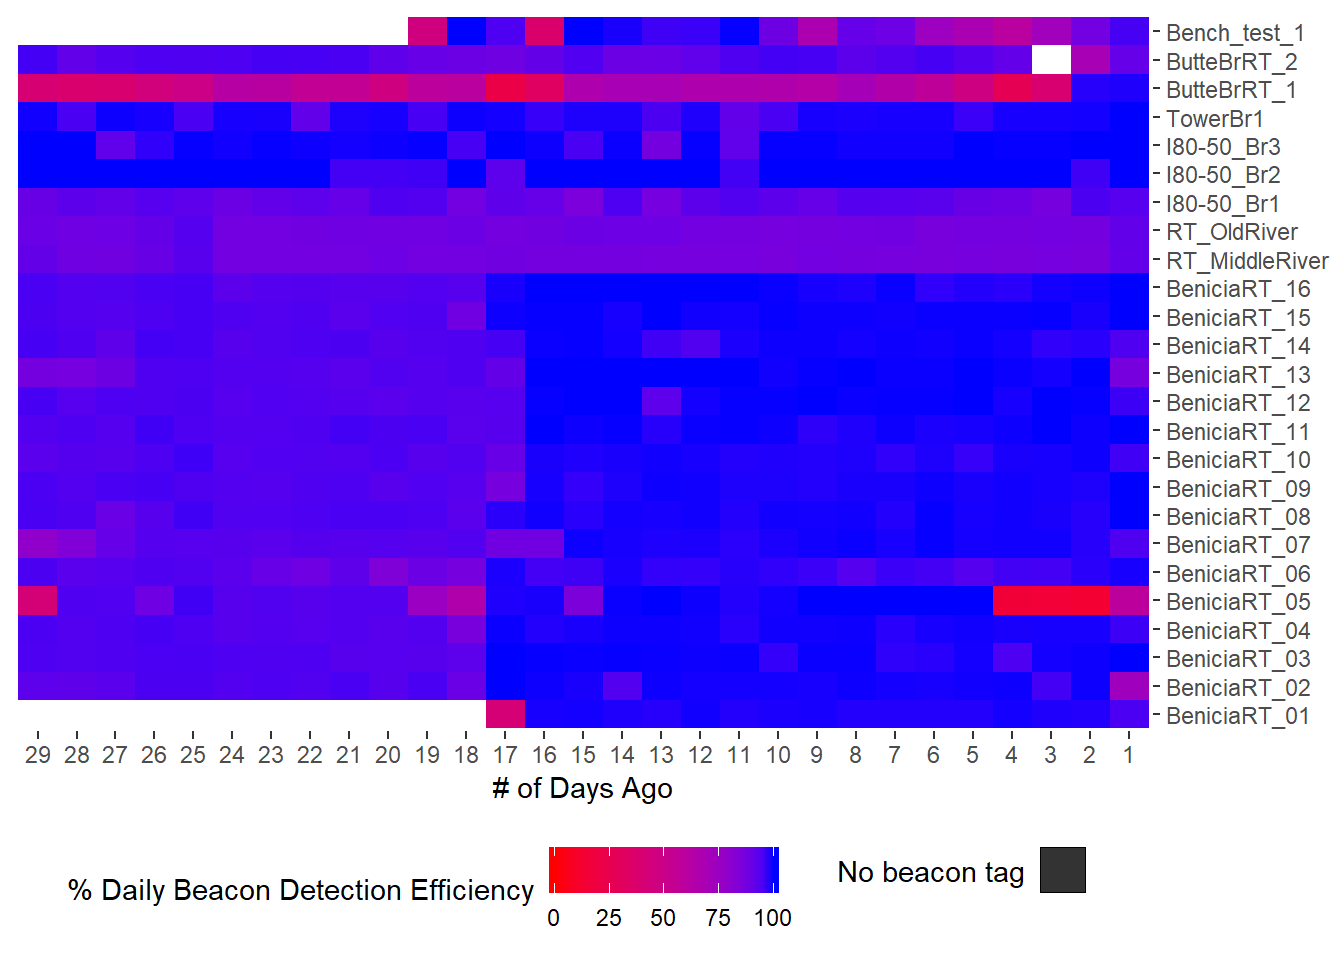 Bench_test_1
ButteBrRT_2
ButteBrRT_1
TowerBr1
I80-50_Br3
I80-50_Br2
I80-50_Br1
RT_OldRiver
RT_MiddleRiver
BeniciaRT_16
BeniciaRT_15
BeniciaRT_14
BeniciaRT_13
BeniciaRT_12
BeniciaRT_11
BeniciaRT_10
BeniciaRT_09
BeniciaRT_08
BeniciaRT_07
BeniciaRT_06
BeniciaRT_05
BeniciaRT_04
BeniciaRT_03
BeniciaRT_02
BeniciaRT_01
29 28 27 26 25 24 23 22 21 20 19 18 17 16 15 14 13 12 11 10 9 8 7 6 5 4 3 2 1
# of Days Ago
% Daily Beacon Detection Efficiency
0 25 50 75 100
No beacon tag